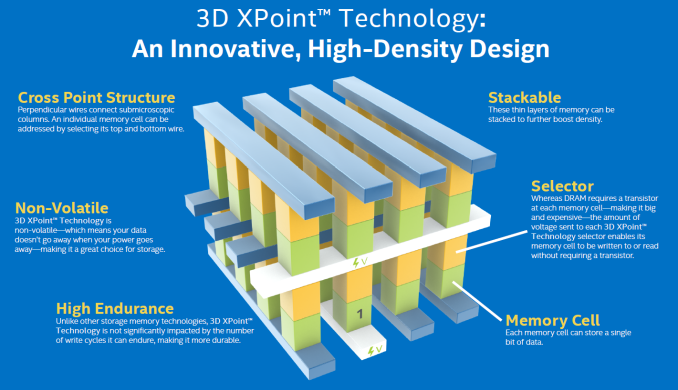 3D XPoint™ Technology:
An Innovative, High-Density Design
Cross Point Structure
Perpendicular wires connect submicroscopic
columns. An individual memory cell can be
addressed by selecting its top and bottom wire.
Non-Volatile
3D XPoint™ Technology is
non-volatile—which means your data
doesn't go away when your power goes
away—making it a great choice for storage.
High Endurance
Unlike other storage memory technologies, 3D XPoint™
Technology is not significantly impacted by the number
of write cycles it can endure, making it more durable.
Stackable
These thin layers of memory can be
stacked to further boost density.
Selector
Whereas DRAM requires a transistor
at each memory cell—making it big
and expensive—the amount of
voltage sent to each 3D XPoint™
Technology selector enables its
memory cell to be written to or read
without requiring a transistor.
Memory Cell
Each memory cell can store a single
bit of data.
V
1
V